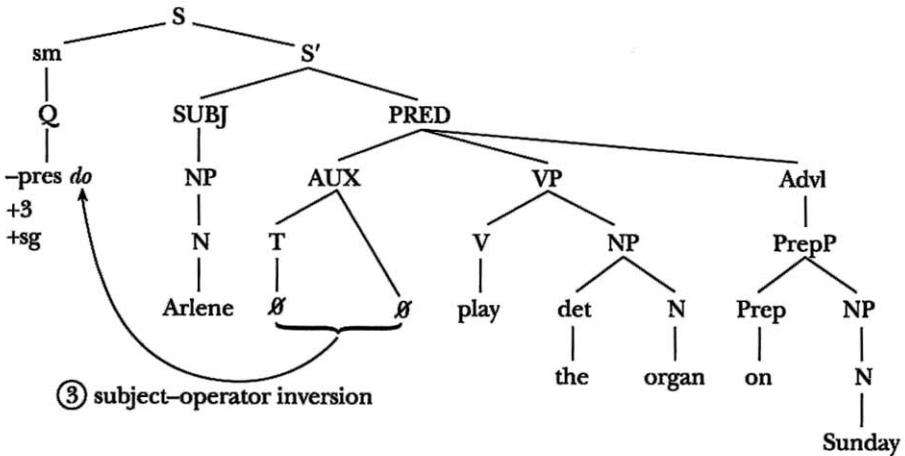 S
sm S′
Q SUBJ PRED
–pres do NP AUX VP Advl
+3
+sg N T V NP PrepP
Arlene Ø Ø play det N Prep NP
the organ on N
③ subject–operator inversion
Sunday